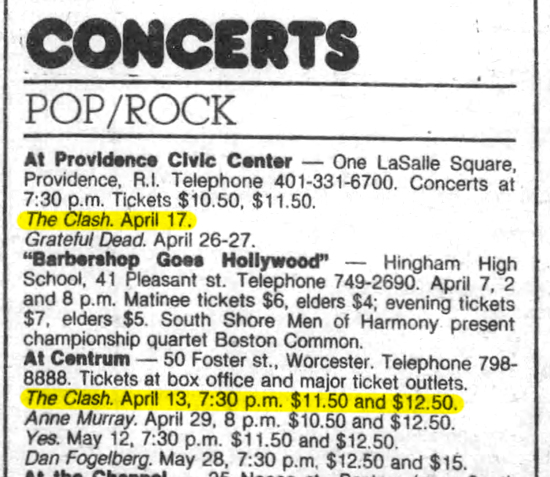 CONCERTS
POP/ROCK
At Providence Civic Center — One LaSalle Square,
Providence, R.I. Telephone 401-331-6700. Concerts at
7:30 p.m. Tickets $10.50, $11.50.
The Clash. April 17.
Grateful Dead. April 26-27.
"Barbershop Goes Hollywood" — Hingham High
School, 41 Pleasant st. Telephone 749-2690. April 7, 2
and 8 p.m. Matinee tickets $6, elders $4; evening tickets
$7, elders $5. South Shore Men of Harmony present
championship quartet Boston Common.
At Centrum — 50 Foster st., Worcester. Telephone 798-
8888. Tickets at box office and major ticket outlets.
The Clash. April 13, 7:30 p.m. $11.50 and $12.50.
Anne Murray. April 29, 8 p.m. $10.50 and $12.50.
Yes. May 12, 7:30 p.m. $11.50 and $12.50.
Dan Fogelberg. May 28, 7:30 p.m, $12.50 and $15.
At the Channel — 25